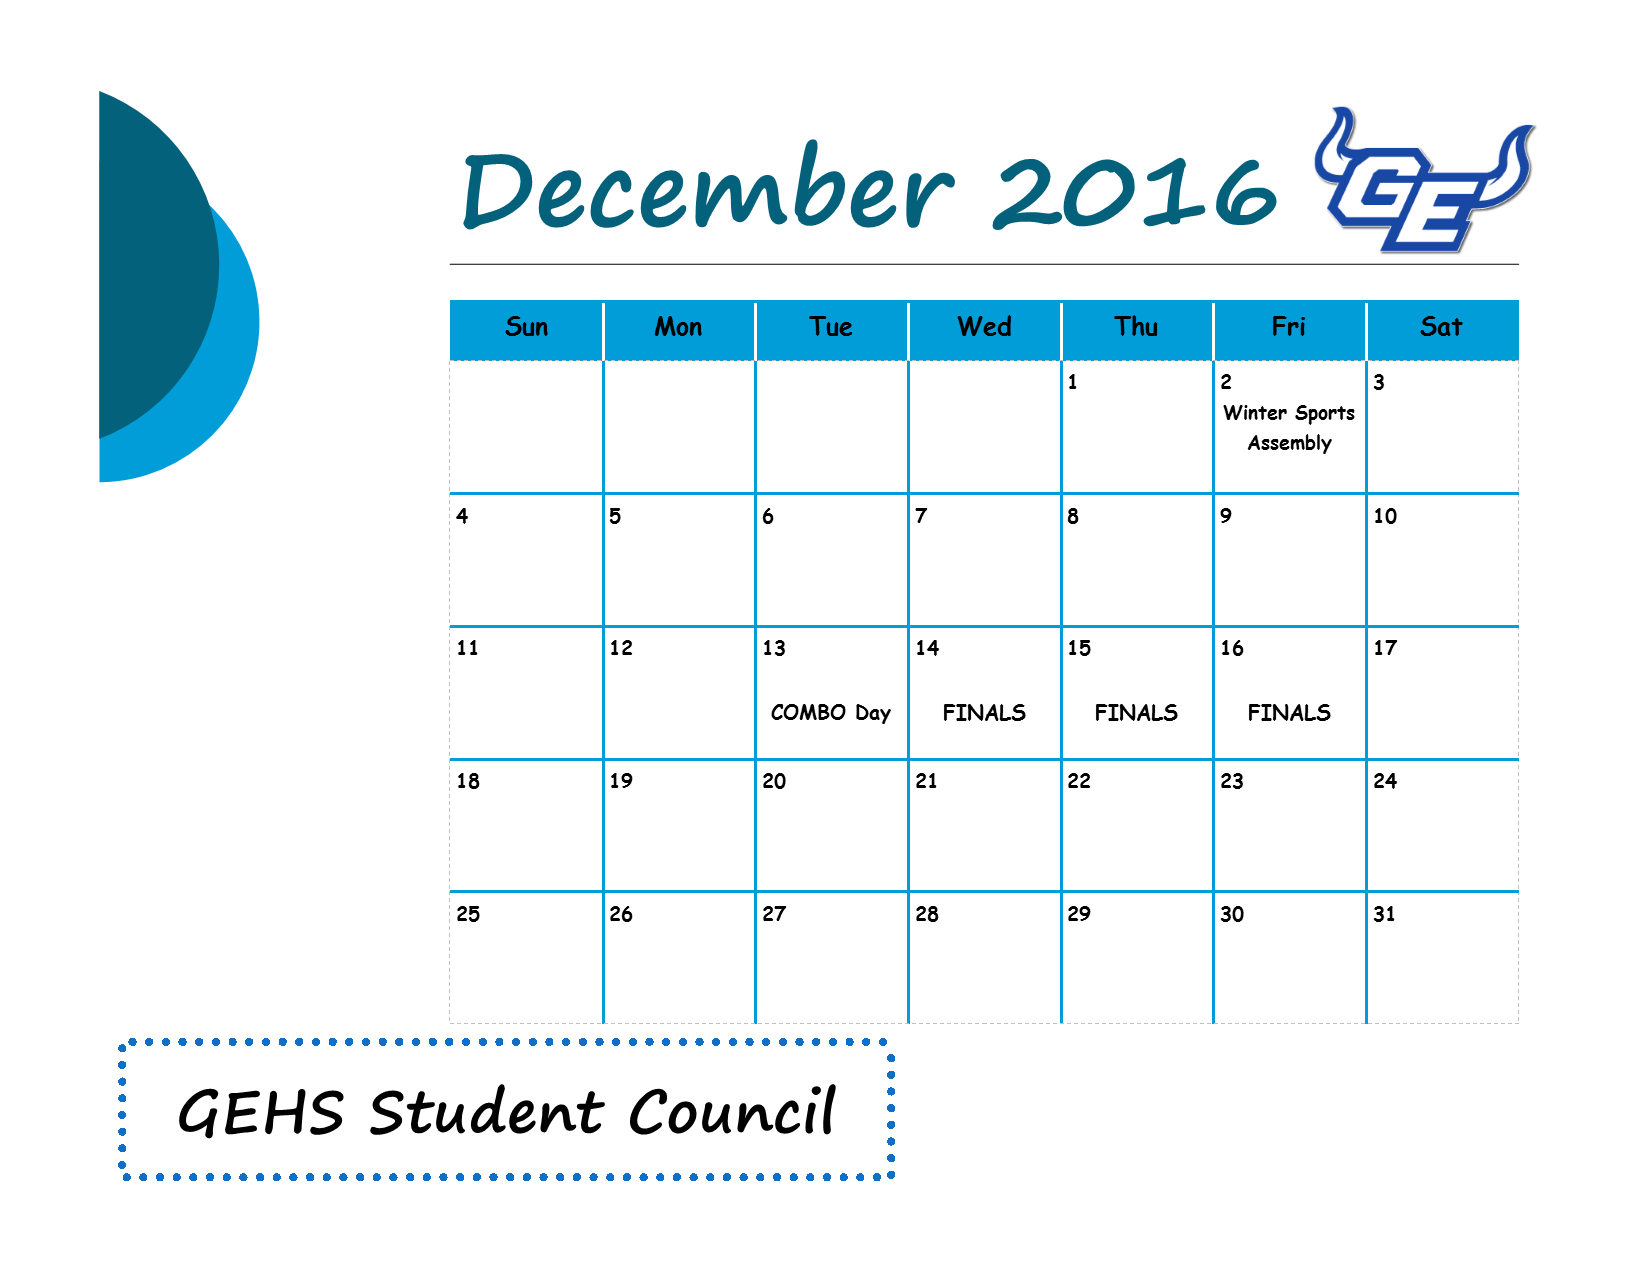 December 2016
GE
Sun Mon Tue Wed Thu Fri Sat
1 2 3
Winter Sports
Assembly
4 5 6 7 8 9 10
11 12 13 14 15 16 17
COMBO Day FINALS FINALS FINALS
18 19 20 21 22 23 24
25 26 27 28 29 30 31
GEHS Student Council